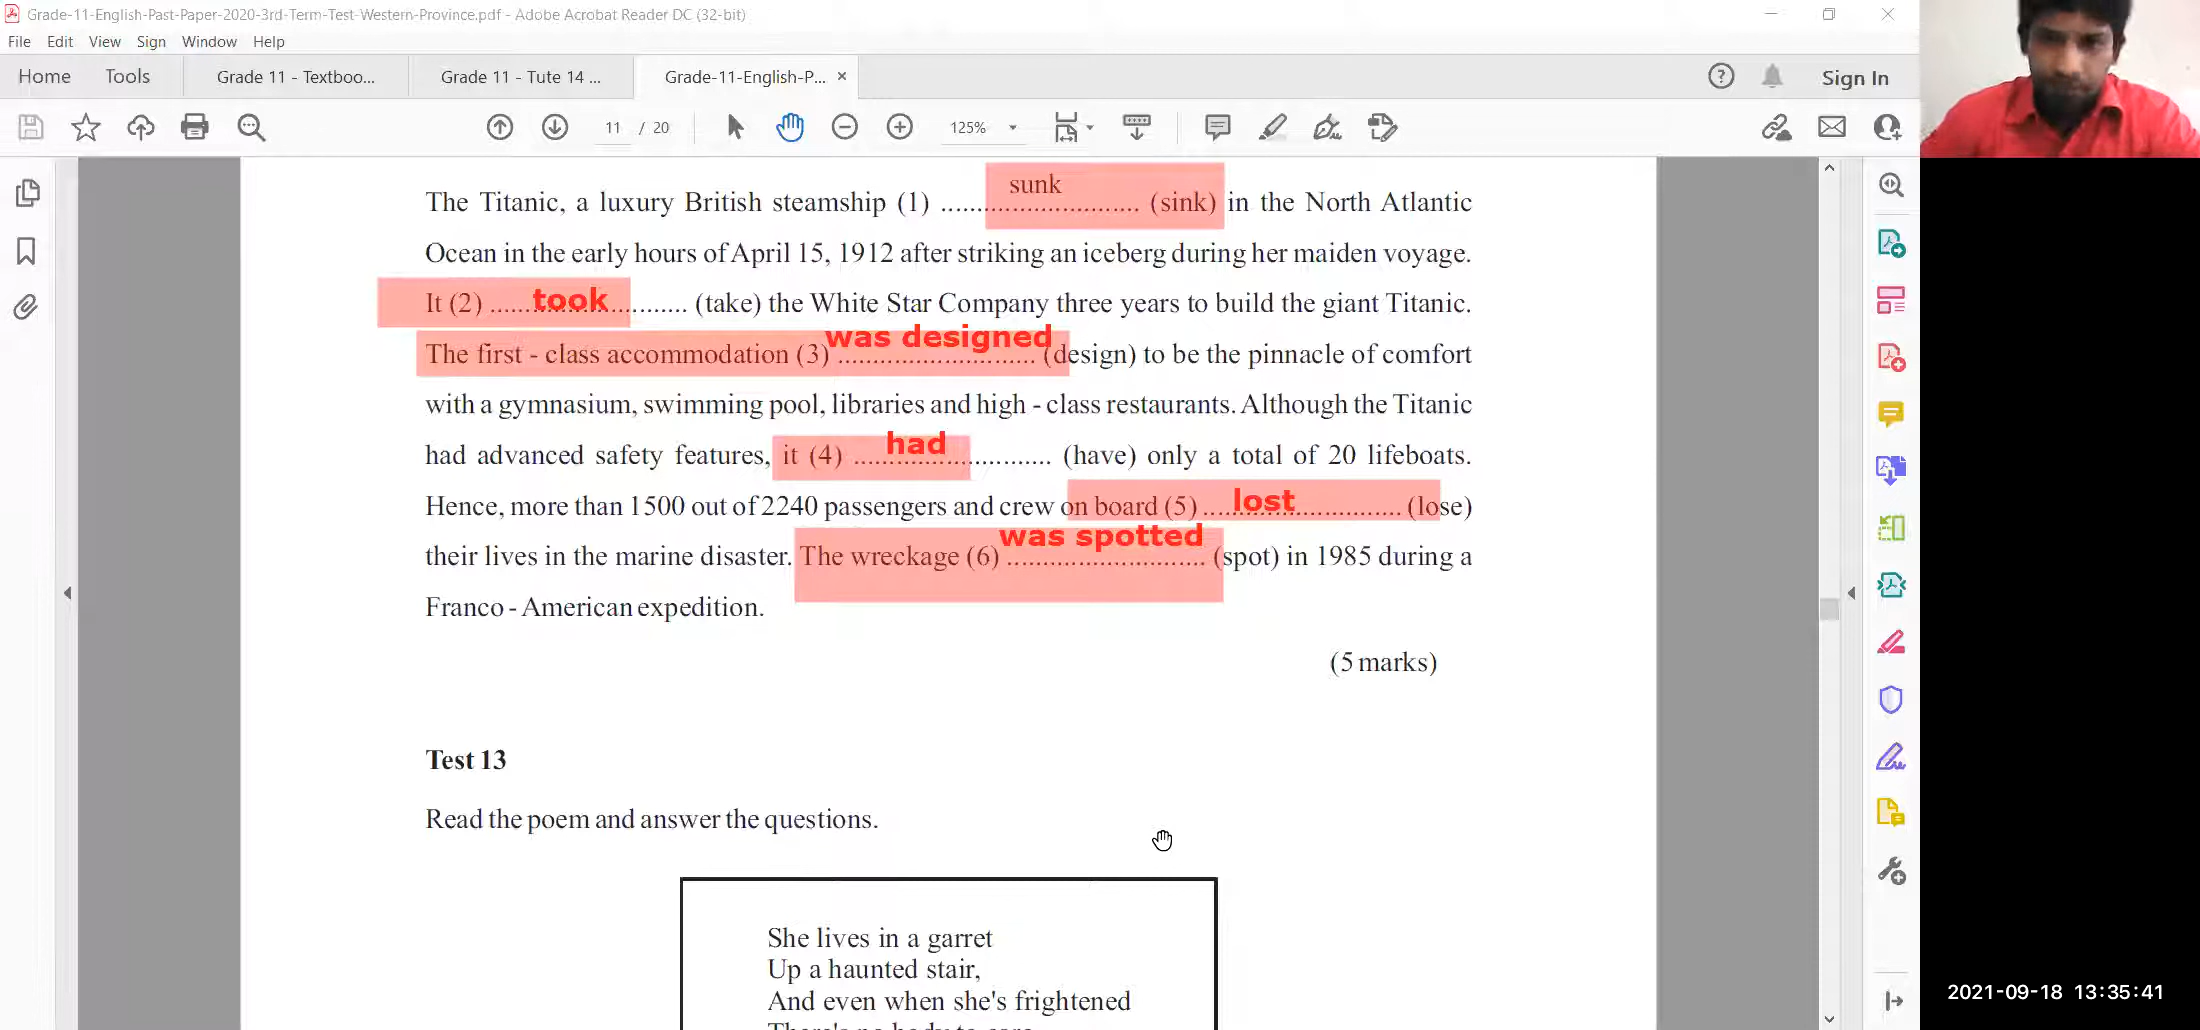 Grade-11-English-Past-Paper-2020-3rd-Term-Test-Western-Province.pdf - Adobe Acrobat Reader DC (32-bit)
File Edit View Sign Window Help
Home Tools Grade 11 - Textboo... Grade 11 - Tute 14 ... Grade-11-English-P... × Sign In
11 / 20 125%
sunk
The Titanic, a luxury British steamship (1) ............................ (sink) in the North Atlantic
Ocean in the early hours of April 15, 1912 after striking an iceberg during her maiden voyage.
It (2) ......took............ (take) the White Star Company three years to build the giant Titanic.
was designed
The first - class accommodation (3) ............................ (design) to be the pinnacle of comfort
with a gymnasium, swimming pool, libraries and high - class restaurants. Although the Titanic
had
had advanced safety features, it (4) ............................ (have) only a total of 20 lifeboats.
Hence, more than 1500 out of 2240 passengers and crew on board (5) ....lost............... (lose)
was spotted
their lives in the marine disaster. The wreckage (6) ............................ (spot) in 1985 during a
Franco - American expedition.
(5 marks)
Test 13
Read the poem and answer the questions.
She lives in a garret
Up a haunted stair,
And even when she's frightened
There's no body to care
2021-09-18 13:35:41